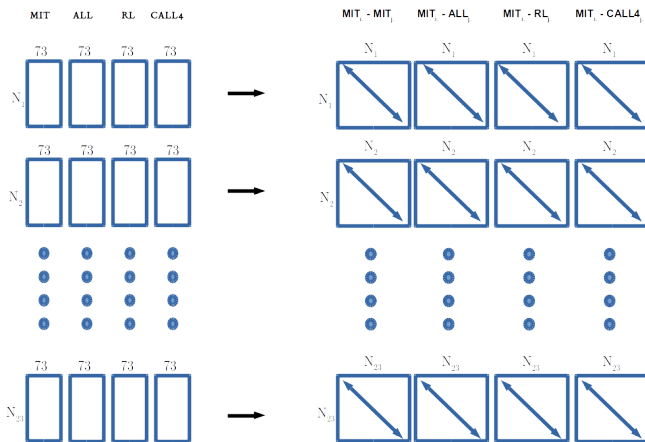 MIT ALL RL CALL4 MIT_i - MIT_j MIT_i - ALL_j MIT_i - RL_j MIT_i - CALL4_j
73 73 73 73 N_1 N_1 N_1 N_1
N_1 N_1
73 73 73 73 N_2 N_2 N_2 N_2
N_2 N_2
73 73 73 73 N_23 N_23 N_23 N_23
N_23 N_23